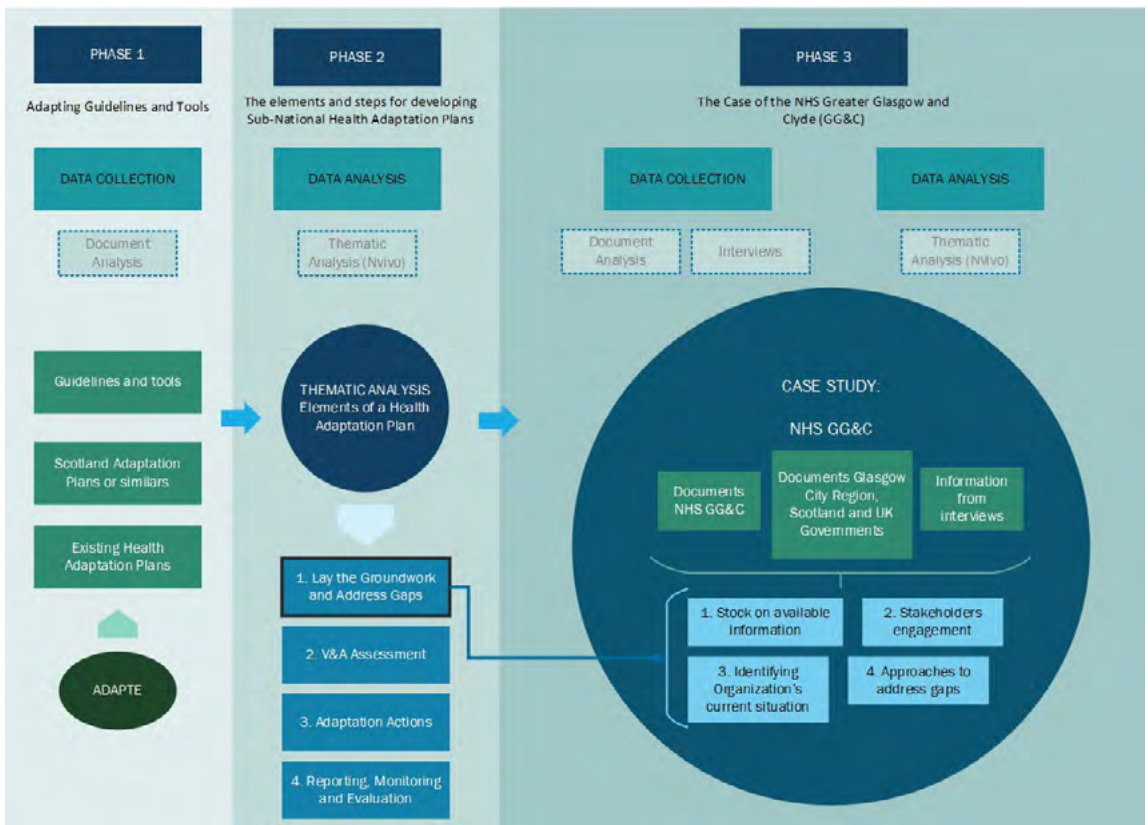 PHASE 1
Adapting Guidelines and Tools
DATA COLLECTION
Document
Analysis
Guidelines and tools
Scotland Adaptation
Plans or similars
Existing Health
Adaptation Plans
ADAPTE
PHASE 2
The elements and steps for developing
Sub-National Health Adaptation Plans
DATA ANALYSIS
Thematic
Analysis (Nvivo)
THEMATIC ANALYSIS
Elements of a Health
Adaptation Plan
1. Lay the Groundwork
and Address Gaps
2. V&A Assessment
3. Adaptation Actions
4. Reporting, Monitoring
and Evaluation
PHASE 3
The Case of the NHS Greater Glasgow and
Clyde (GG&C)
DATA COLLECTION
Document
Analysis
Interviews
DATA ANALYSIS
Thematic
Analysis (Nvivo)
CASE STUDY:
NHS GG&C
Documents
NHS GG&C
Documents Glasgow
City Region,
Scotland and UK
Governments
Information
from
interviews
1. Stock on available
information
2. Stakeholders
engagement
3. Identifying
Organization's
current situation
4. Approaches to
address gaps